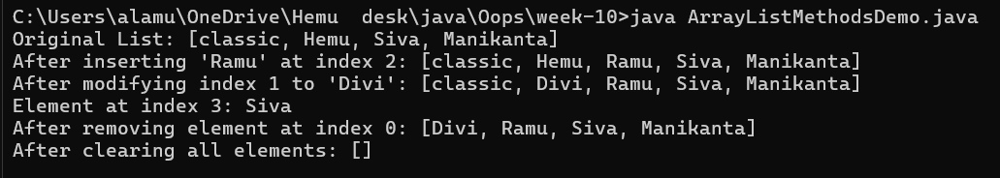 C:\Users\alamu\OneDrive\Hemu  desk\java\Oops\week-10>java ArrayListMethodsDemo.java
Original List: [classic, Hemu, Siva, Manikanta]
After inserting 'Ramu' at index 2: [classic, Hemu, Ramu, Siva, Manikanta]
After modifying index 1 to 'Divi': [classic, Divi, Ramu, Siva, Manikanta]
Element at index 3: Siva
After removing element at index 0: [Divi, Ramu, Siva, Manikanta]
After clearing all elements: []